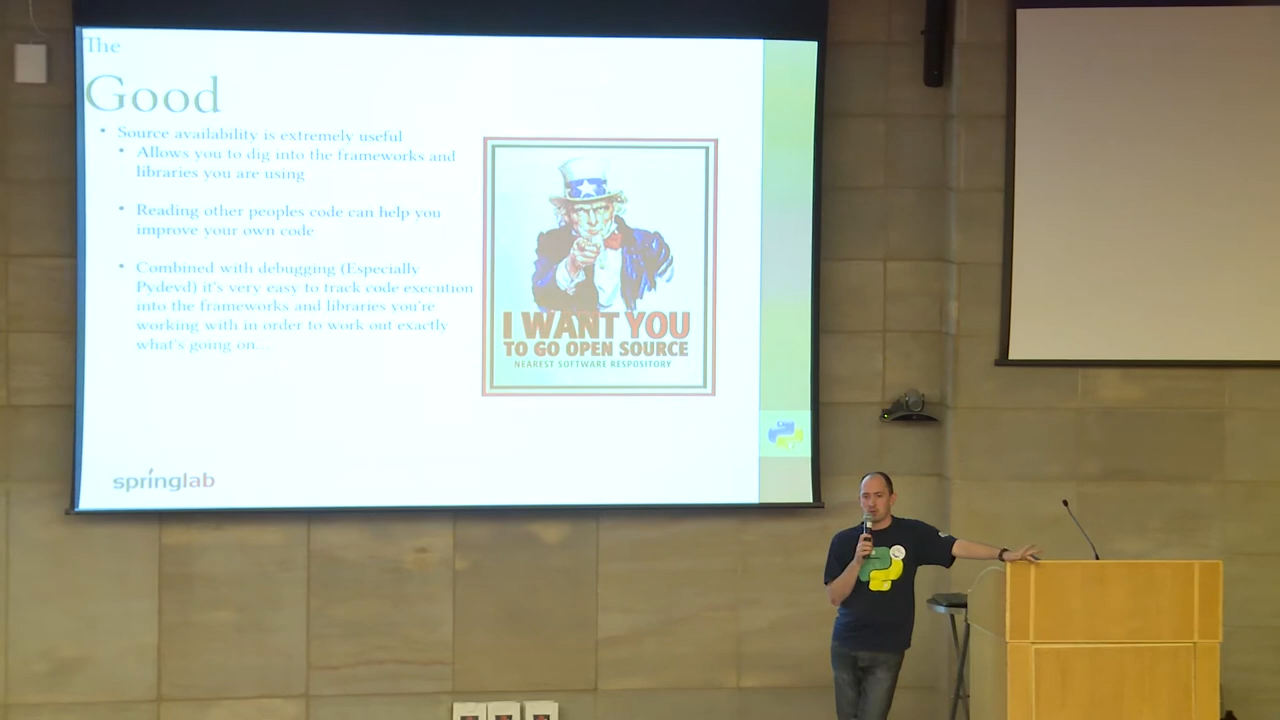 The
Good
• Source availability is extremely useful
• Allows you to dig into the frameworks and
libraries you are using
• Reading other peoples code can help you
improve your own code
• Combined with debugging (Especially
Pydevd) it's very easy to track code execution
into the frameworks and libraries you're
working with in order to work out exactly
what's going on...
I WANT YOU
TO GO OPEN SOURCE
NEAREST SOFTWARE RESPOSITORY
springlab